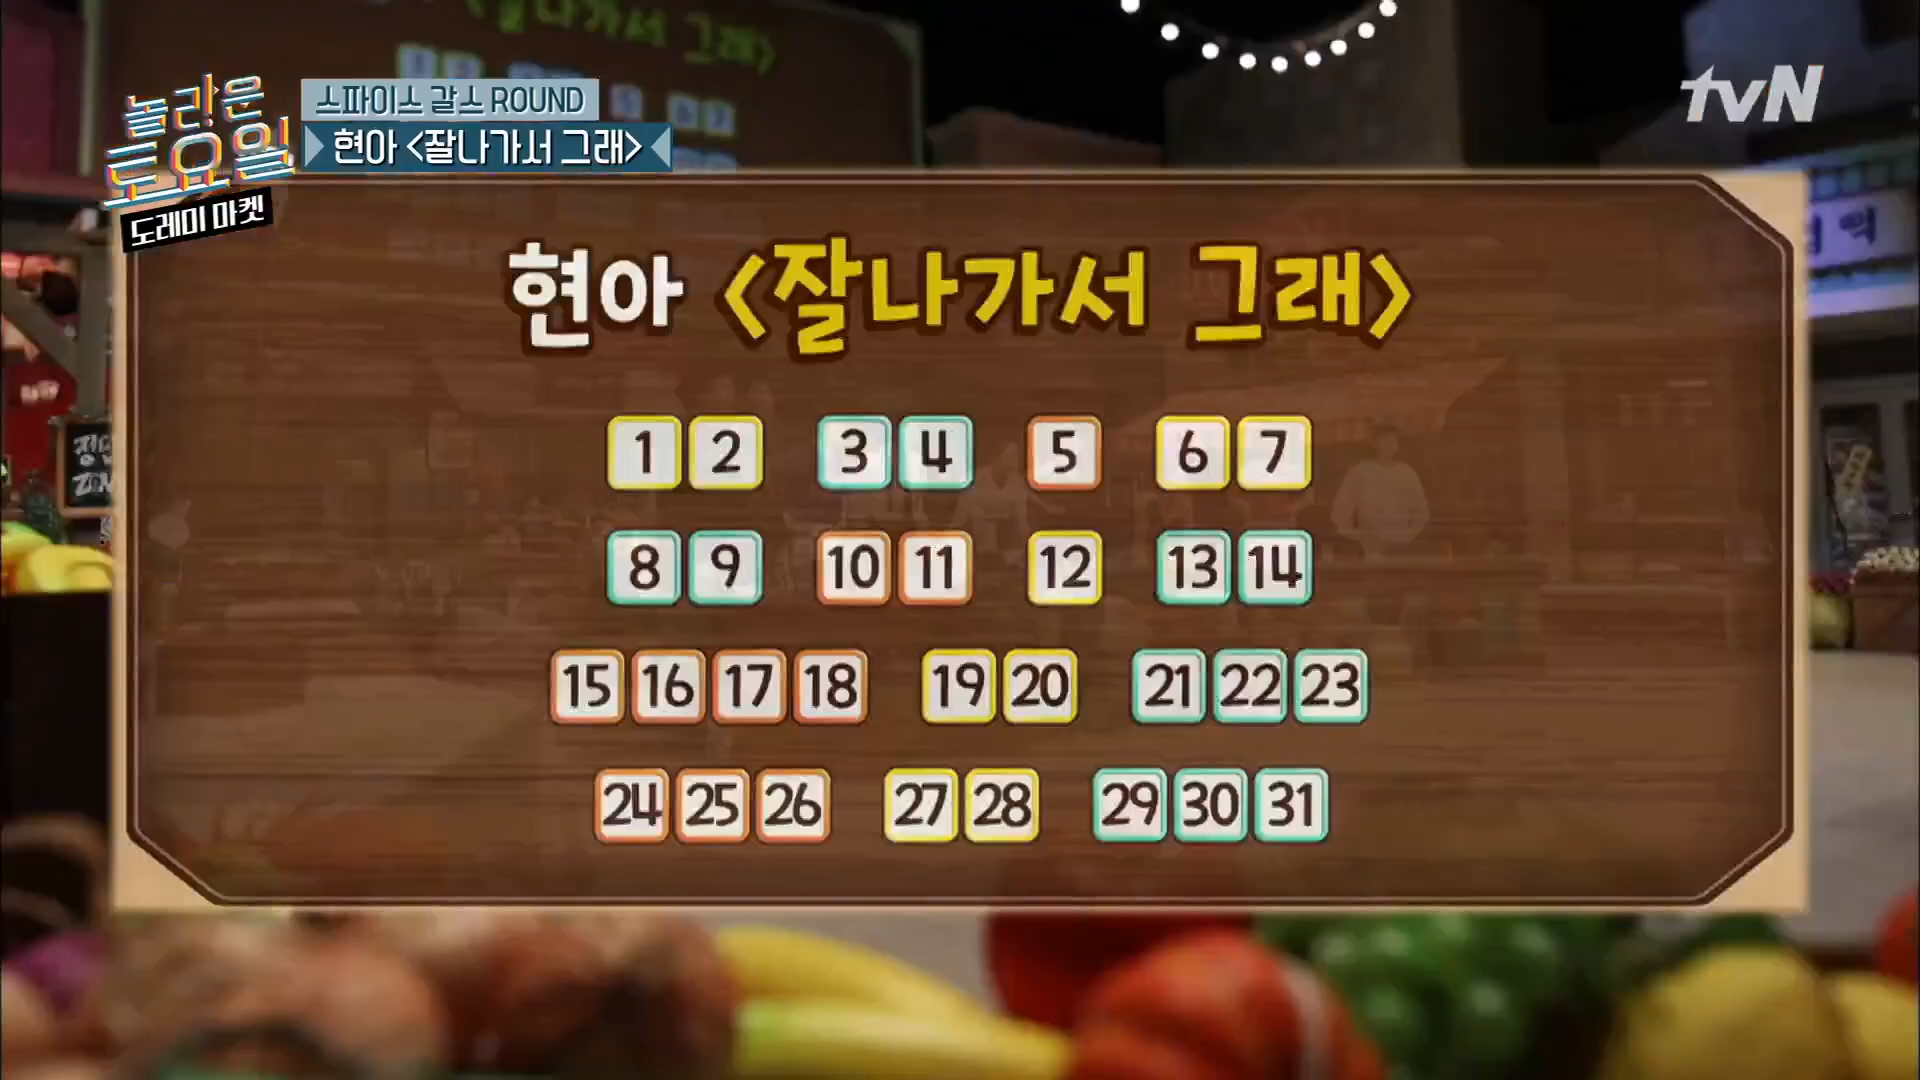 놀라운
토요일
도레미 마켓
스파이스 걸스 ROUND
현아 <잘나가서 그래>
tvN
현아 <잘나가서 그래>
1 2 3 4 5 6 7
8 9 10 11 12 13 14
15 16 17 18 19 20 21 22 23
24 25 26 27 28 29 30 31